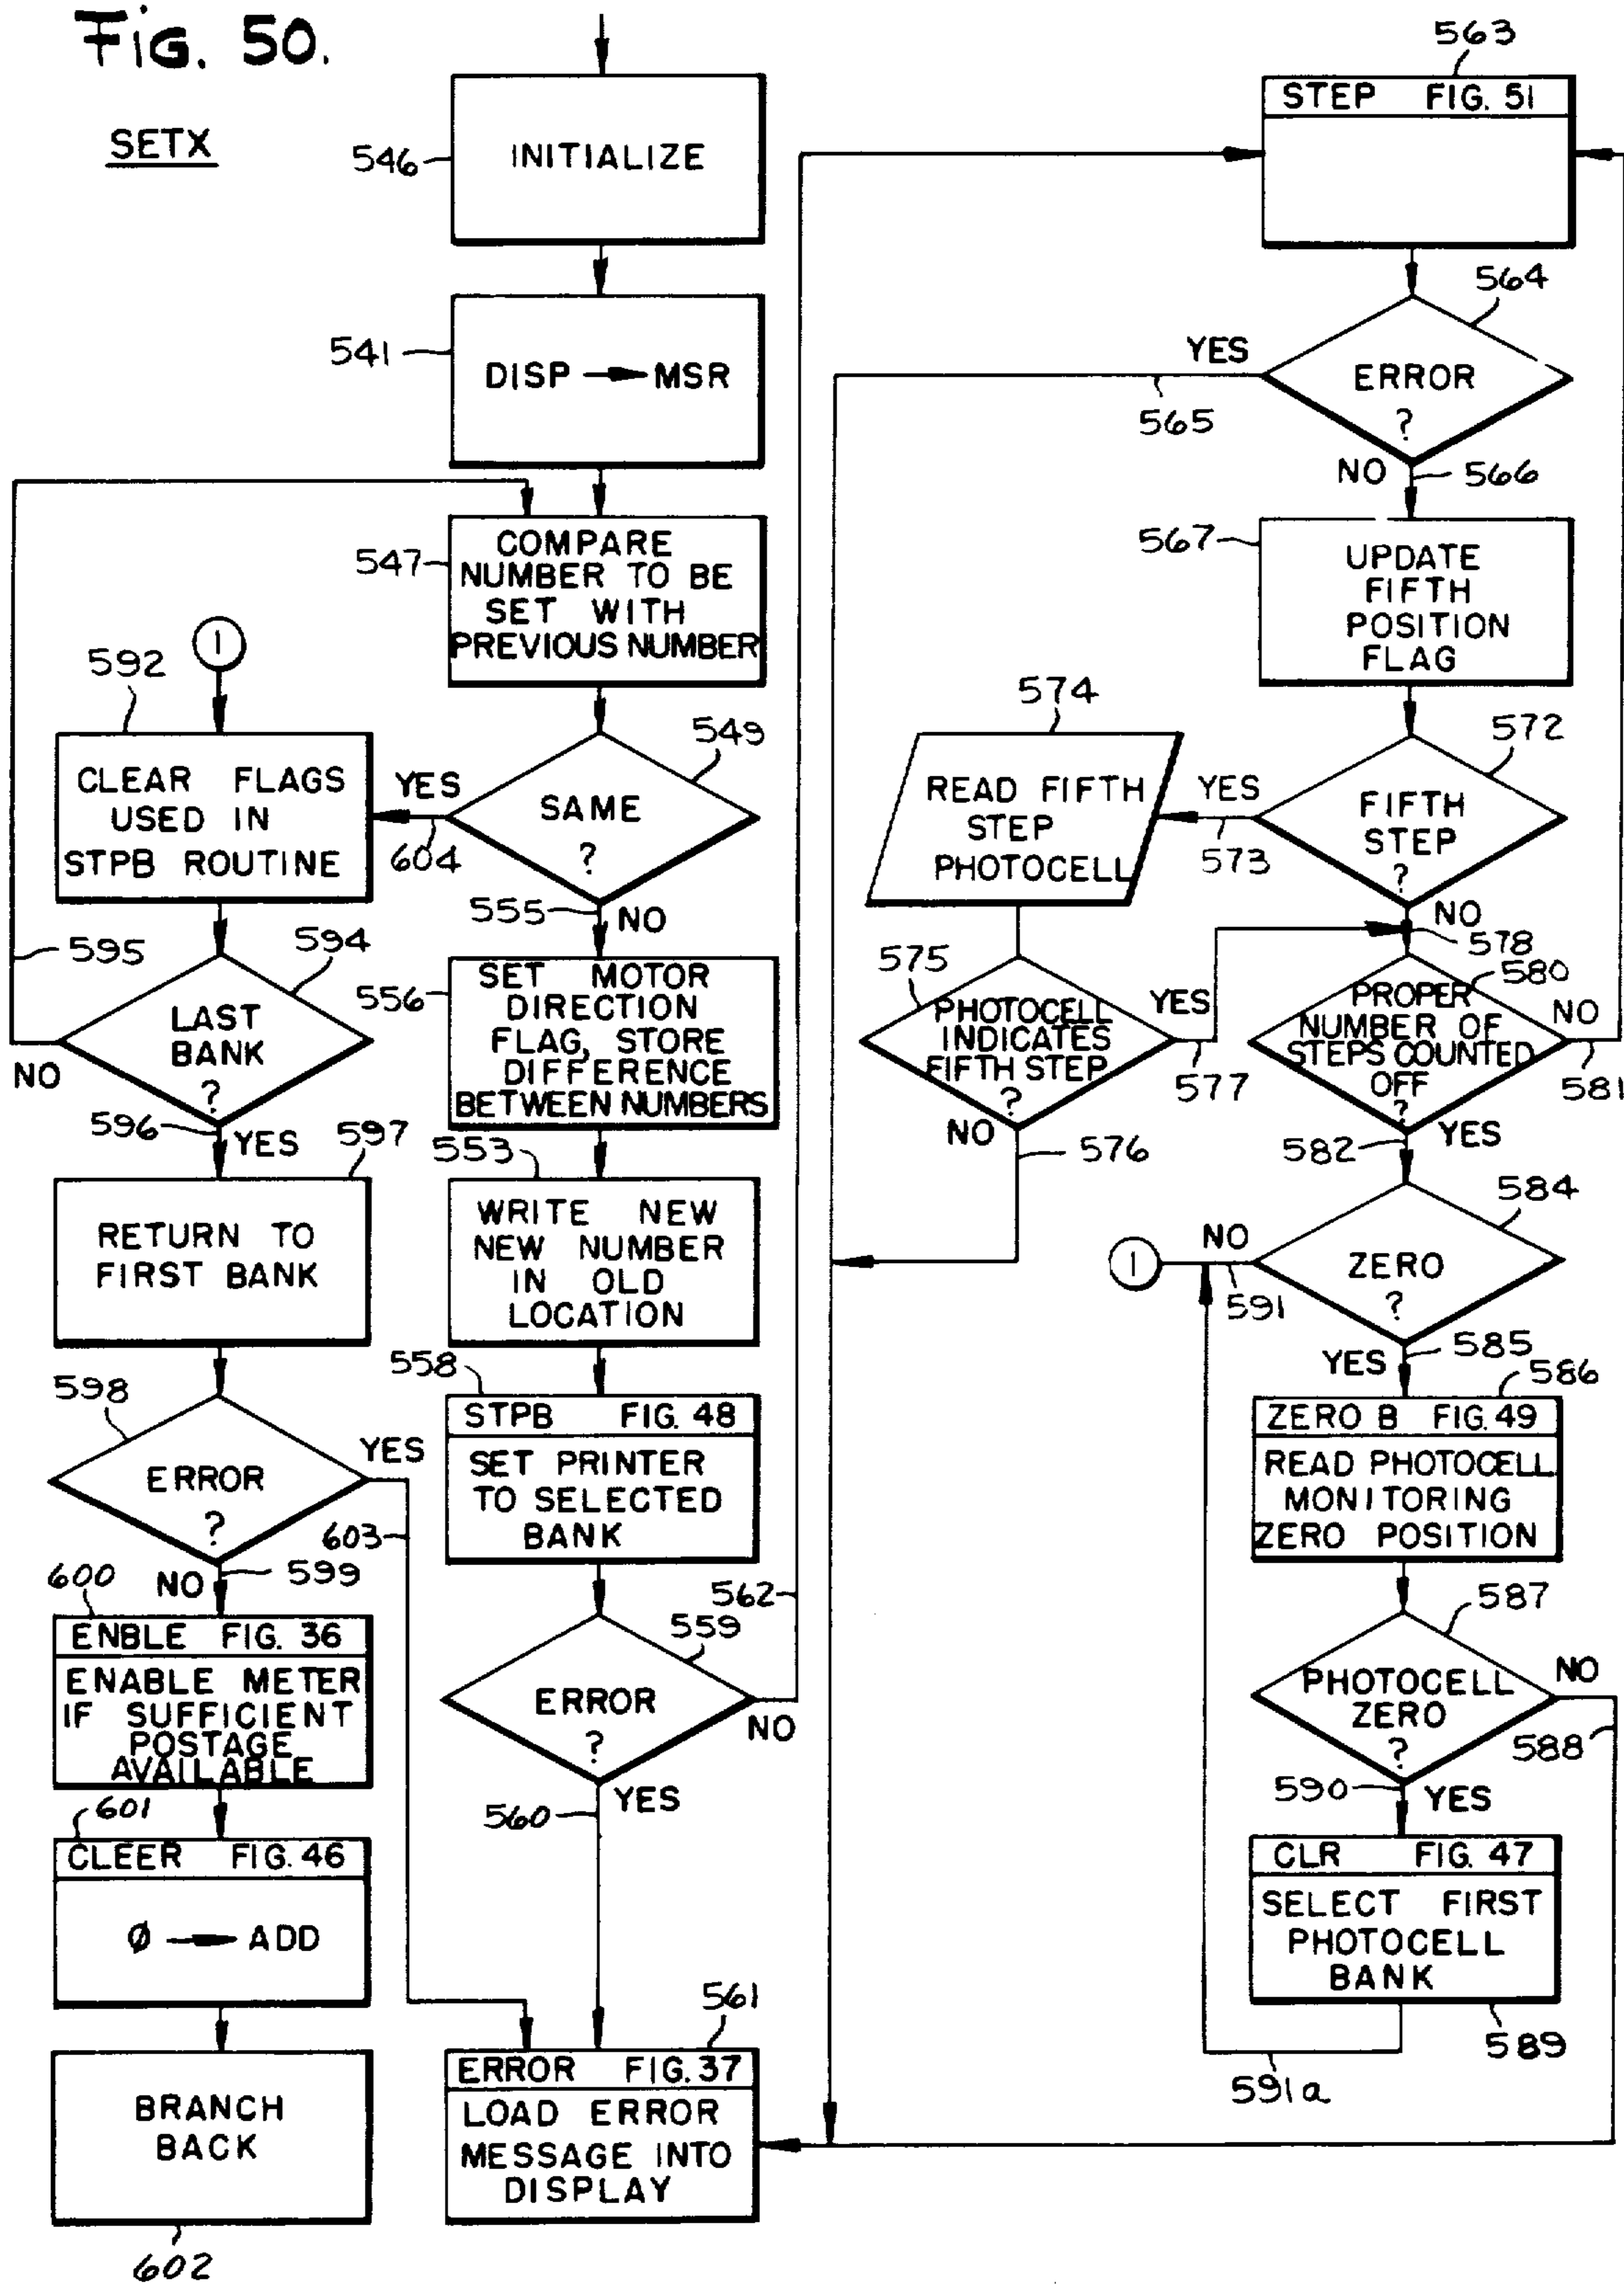 Fig. 50.
SETX
546
INITIALIZE
541
DISP → MSR
547
COMPARE
NUMBER TO BE
SET WITH
PREVIOUS NUMBER
549
SAME
?
YES
604
555
NO
556
SET MOTOR
DIRECTION
FLAG, STORE
DIFFERENCE
BETWEEN NUMBERS
553
WRITE NEW
NEW NUMBER
IN OLD
LOCATION
558
STPB FIG. 48
SET PRINTER
TO SELECTED
BANK
562
559
ERROR
?
NO
560
YES
561
ERROR FIG. 37
LOAD ERROR
MESSAGE INTO
DISPLAY
1
592
CLEAR FLAGS
USED IN
STPB ROUTINE
595
594
LAST
BANK
?
NO
596
YES
597
RETURN TO
FIRST BANK
598
ERROR
?
YES
603
NO
599
600
ENBLE FIG. 36
ENABLE METER
IF SUFFICIENT
POSTAGE
AVAILABLE
601
CLEER FIG. 46
Ø → ADD
BRANCH
BACK
602
563
STEP FIG. 51
564
ERROR
?
YES
565
NO
566
567
UPDATE
FIFTH
POSITION
FLAG
572
FIFTH
STEP
?
YES
573
574
READ FIFTH
STEP
PHOTOCELL
NO
578
575
PHOTOCELL
INDICATES
FIFTH STEP
?
YES
577
NO
576
580
PROPER
NUMBER OF
STEPS COUNTED
OFF
?
NO
581
582
YES
584
ZERO
?
NO
591
1
YES
585
586
ZERO B FIG. 49
READ PHOTOCELL
MONITORING
ZERO POSITION
587
PHOTOCELL
ZERO
?
NO
588
590
YES
CLR FIG. 47
SELECT FIRST
PHOTOCELL
BANK
589
591a